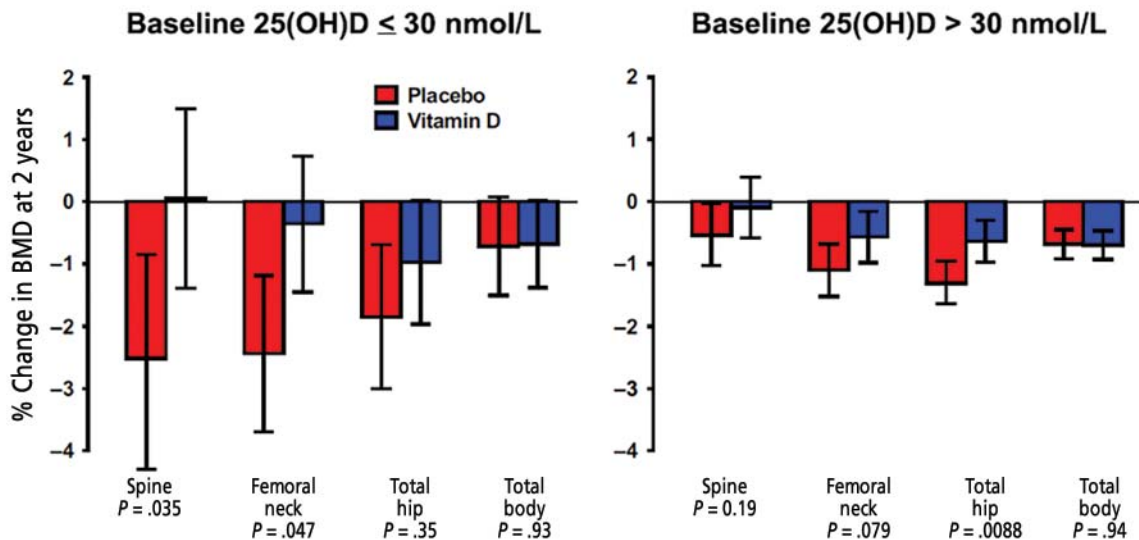 Baseline 25(OH)D ≤ 30 nmol/L
Baseline 25(OH)D > 30 nmol/L
% Change in BMD at 2 years
2
1
0
–1
–2
–3
–4
Placebo
Vitamin D
Spine
P = .035
Femoral
neck
P = .047
Total
hip
P = .35
Total
body
P = .93
2
1
0
–1
–2
–3
–4
Spine
P = 0.19
Femoral
neck
P = .079
Total
hip
P = .0088
Total
body
P = .94